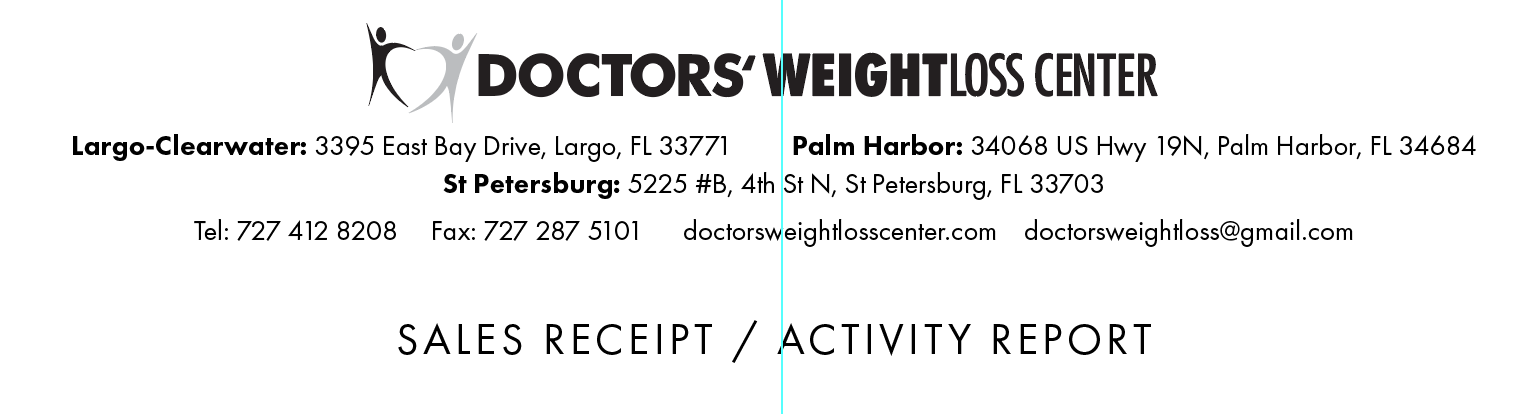 DOCTORS‘ WEIGHTLOSS CENTER
Largo-Clearwater: 3395 East Bay Drive, Largo, FL 33771 Palm Harbor: 34068 US Hwy 19N, Palm Harbor, FL 34684
St Petersburg: 5225 #B, 4th St N, St Petersburg, FL 33703
Tel: 727 412 8208 Fax: 727 287 5101 doctorsweightlosscenter.com doctorsweightloss@gmail.com
SALES RECEIPT / ACTIVITY REPORT